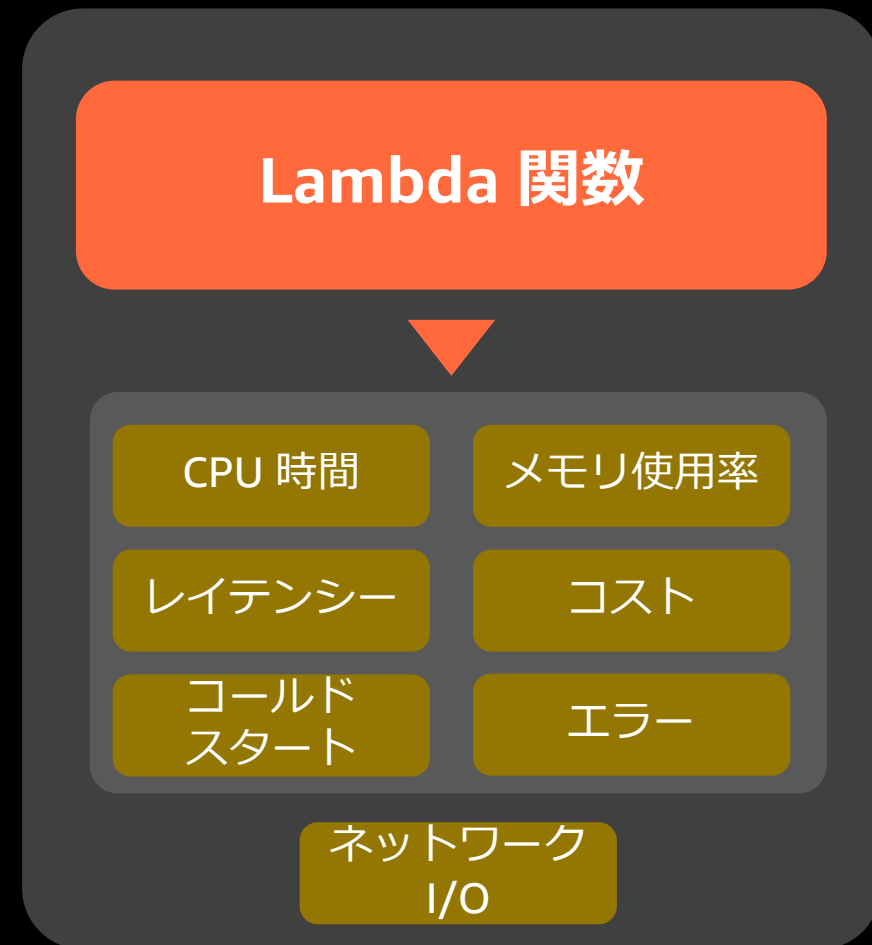 Lambda 関数
CPU 時間
メモリ使用率
レイテンシー
コスト
コールド
スタート
エラー
ネットワーク
I/O